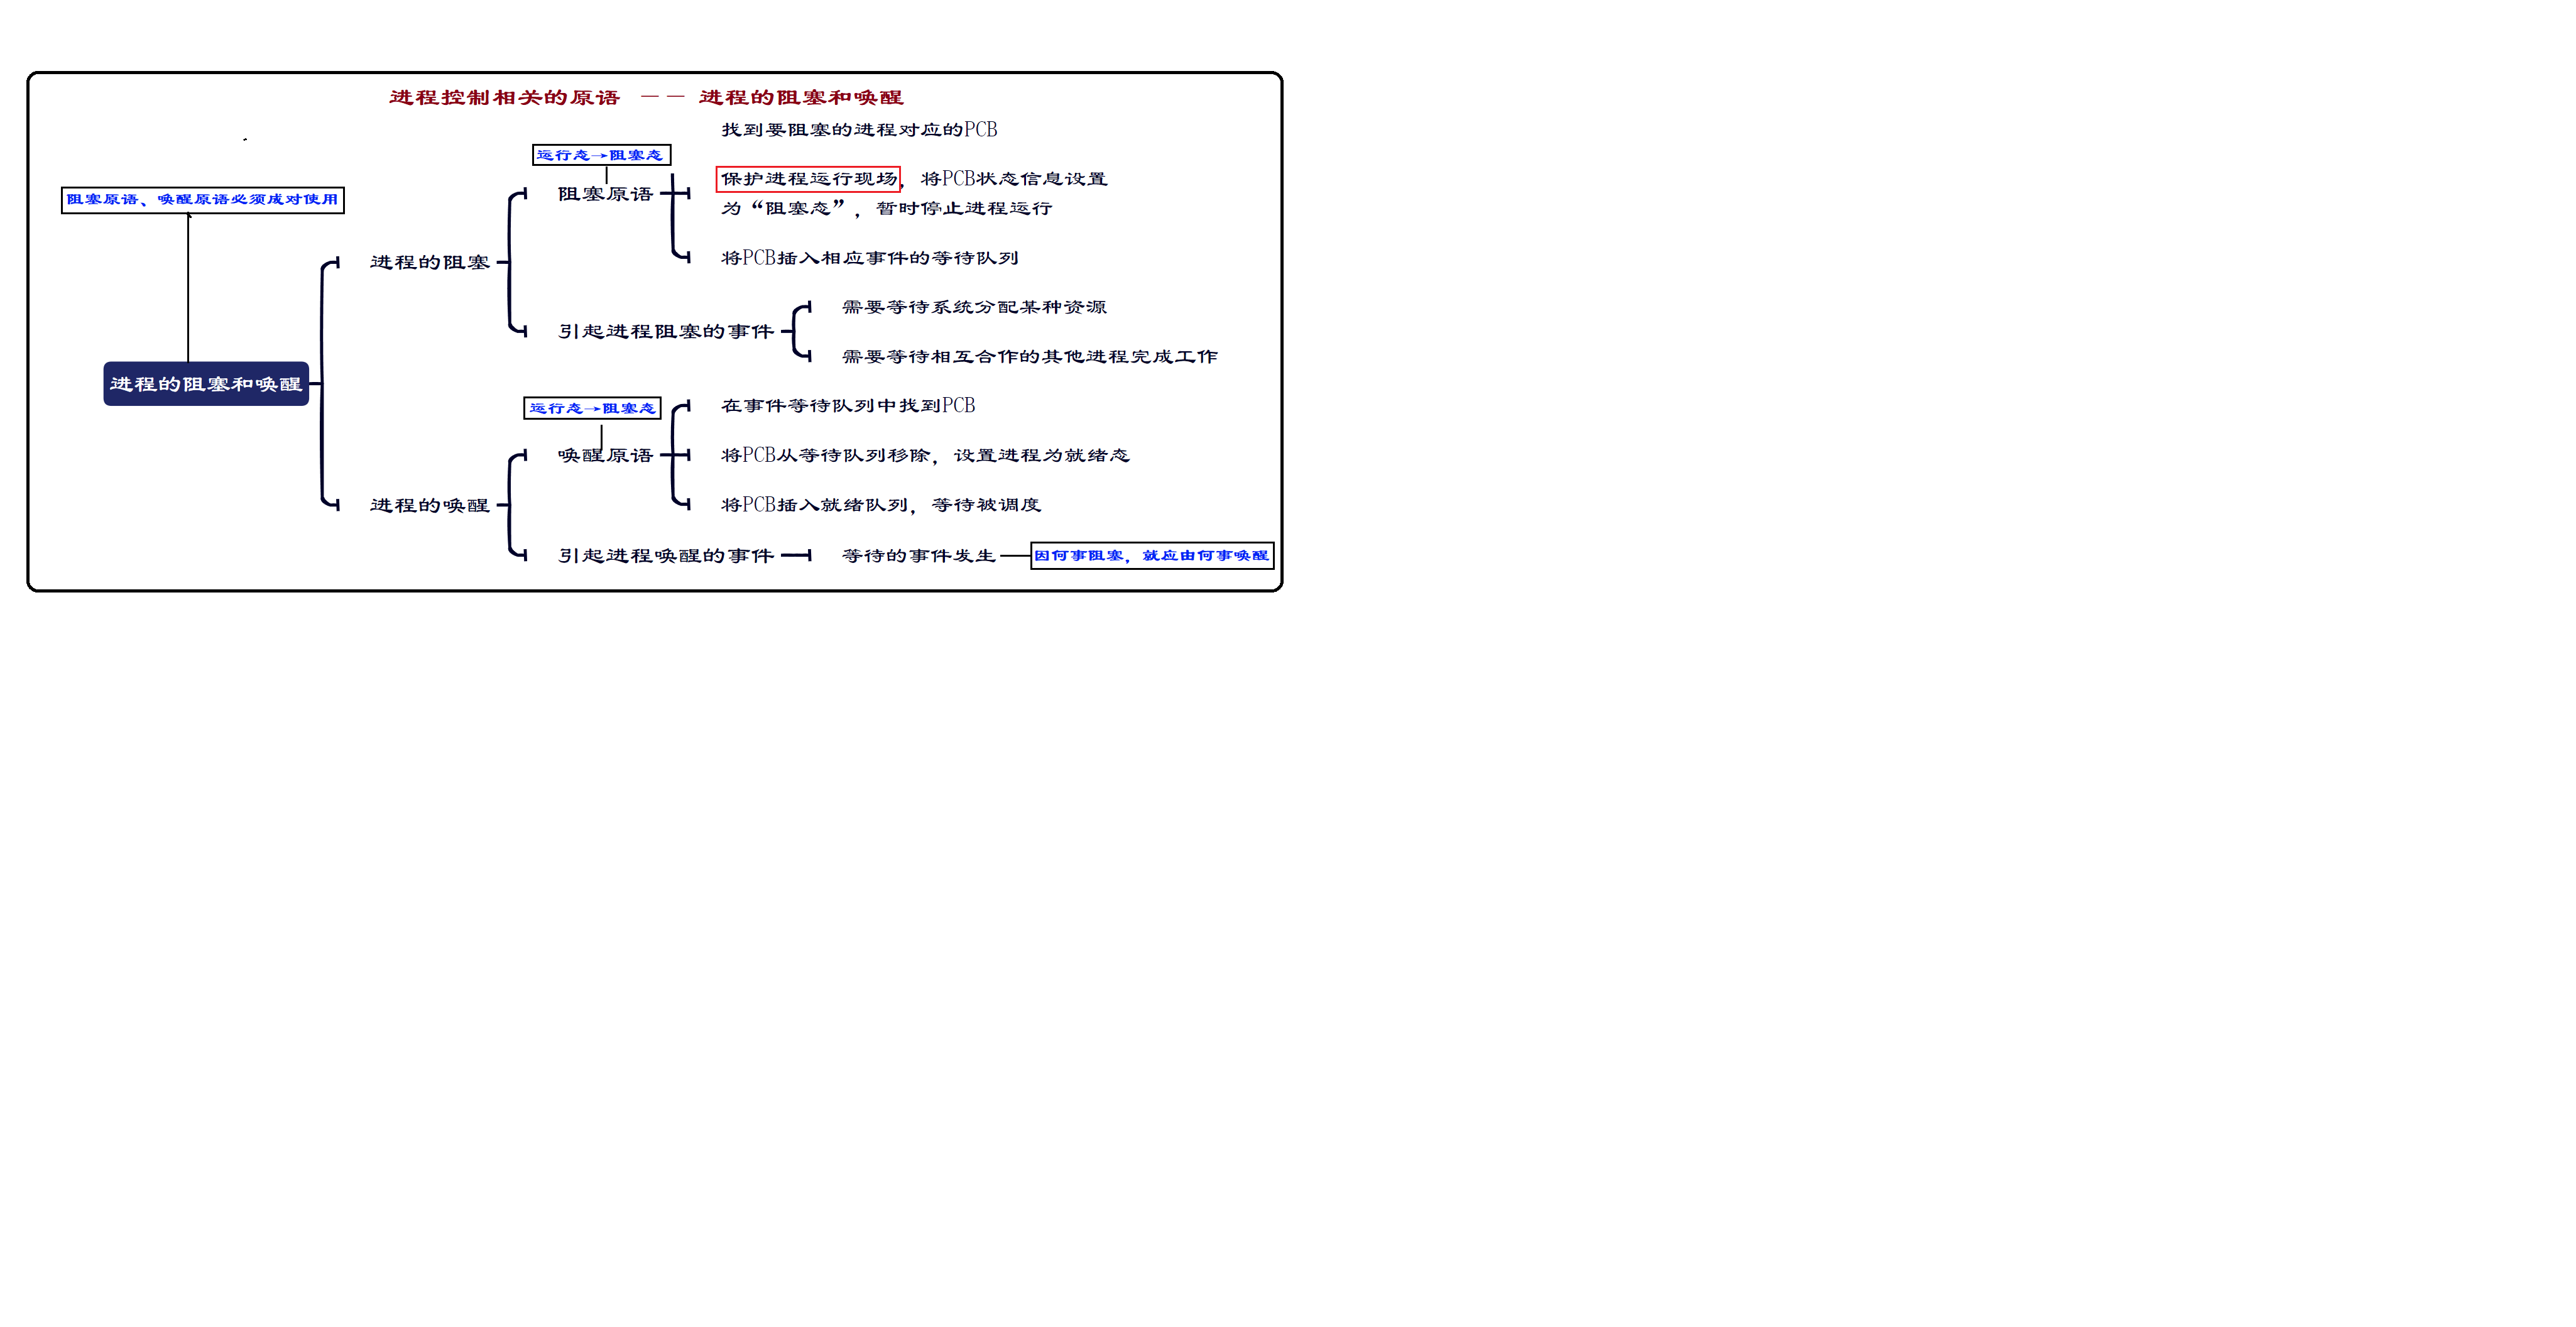 进程控制相关的原语 —— 进程的阻塞和唤醒
找到要阻塞的进程对应的PCB
运行态→阻塞态
保护进程运行现场，将PCB状态信息设置
为“阻塞态”，暂时停止进程运行
阻塞原语
阻塞原语、唤醒原语必须成对使用
将PCB插入相应事件的等待队列
进程的阻塞
需要等待系统分配某种资源
引起进程阻塞的事件
需要等待相互合作的其他进程完成工作
进程的阻塞和唤醒
运行态→阻塞态
在事件等待队列中找到PCB
唤醒原语
将PCB从等待队列移除，设置进程为就绪态
进程的唤醒
将PCB插入就绪队列，等待被调度
引起进程唤醒的事件
等待的事件发生
因何事阻塞，就应由何事唤醒